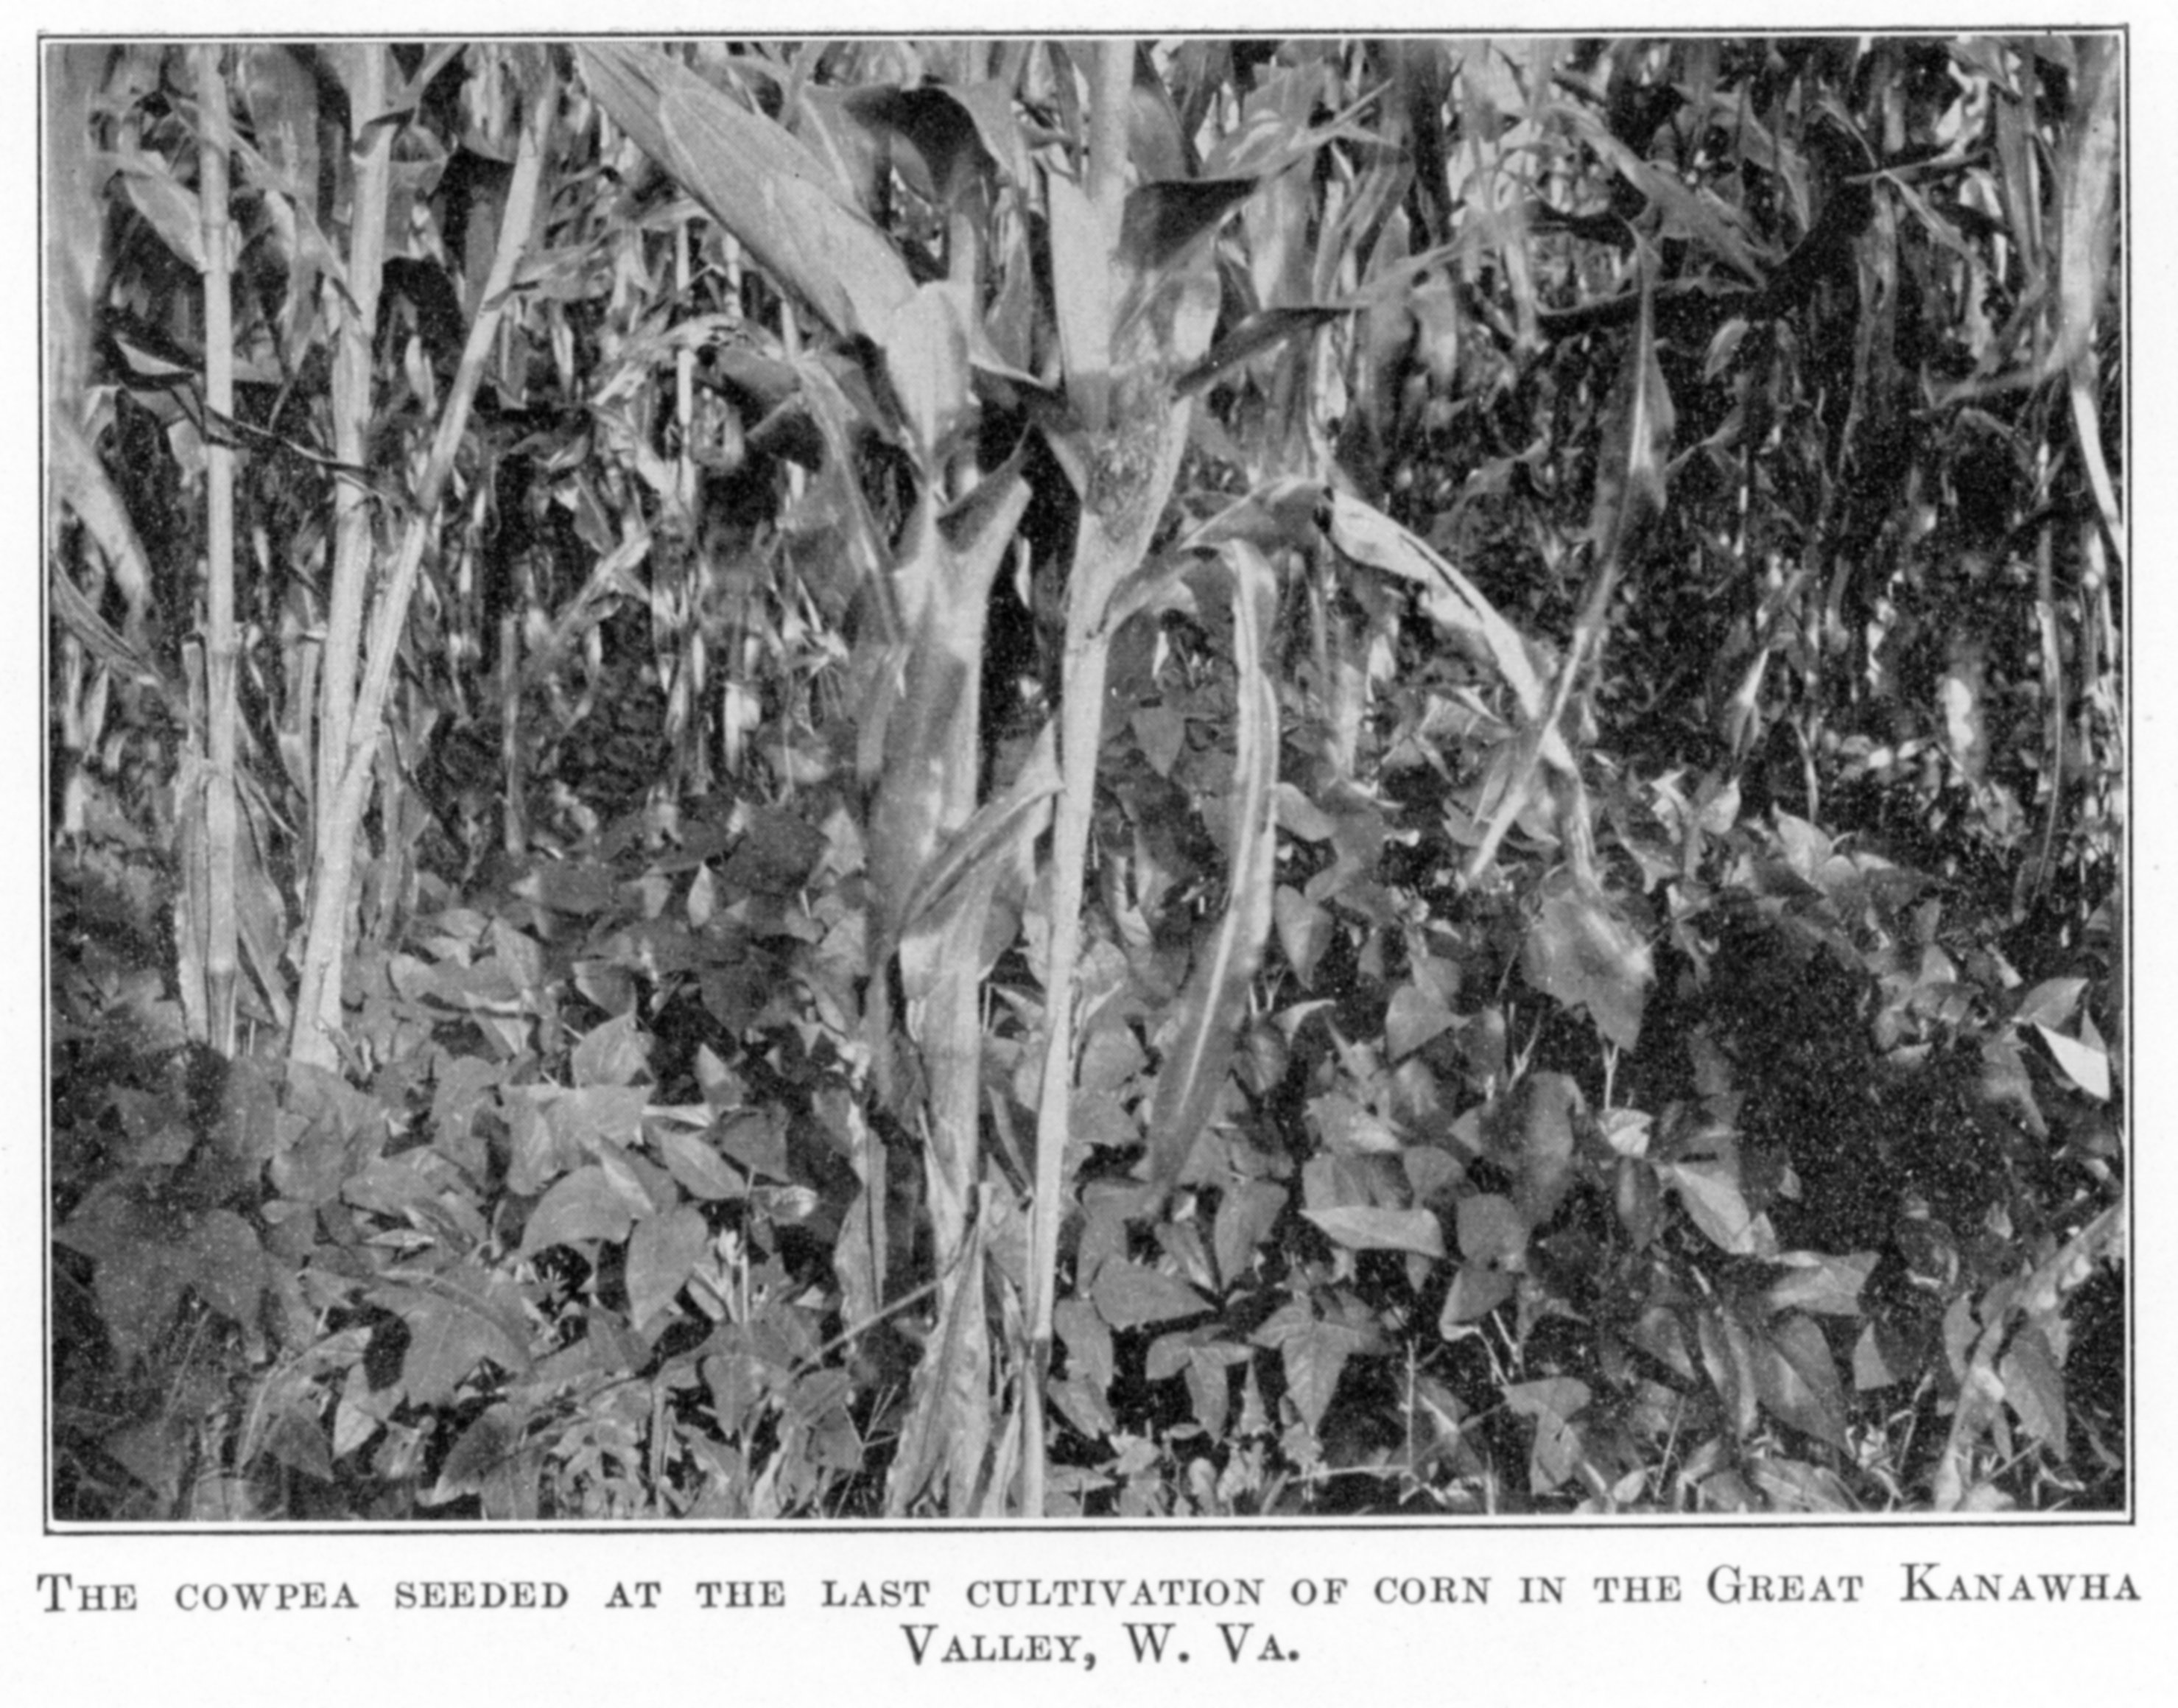 The cowpea seeded at the last cultivation of corn in the Great Kanawha
Valley, W. Va.